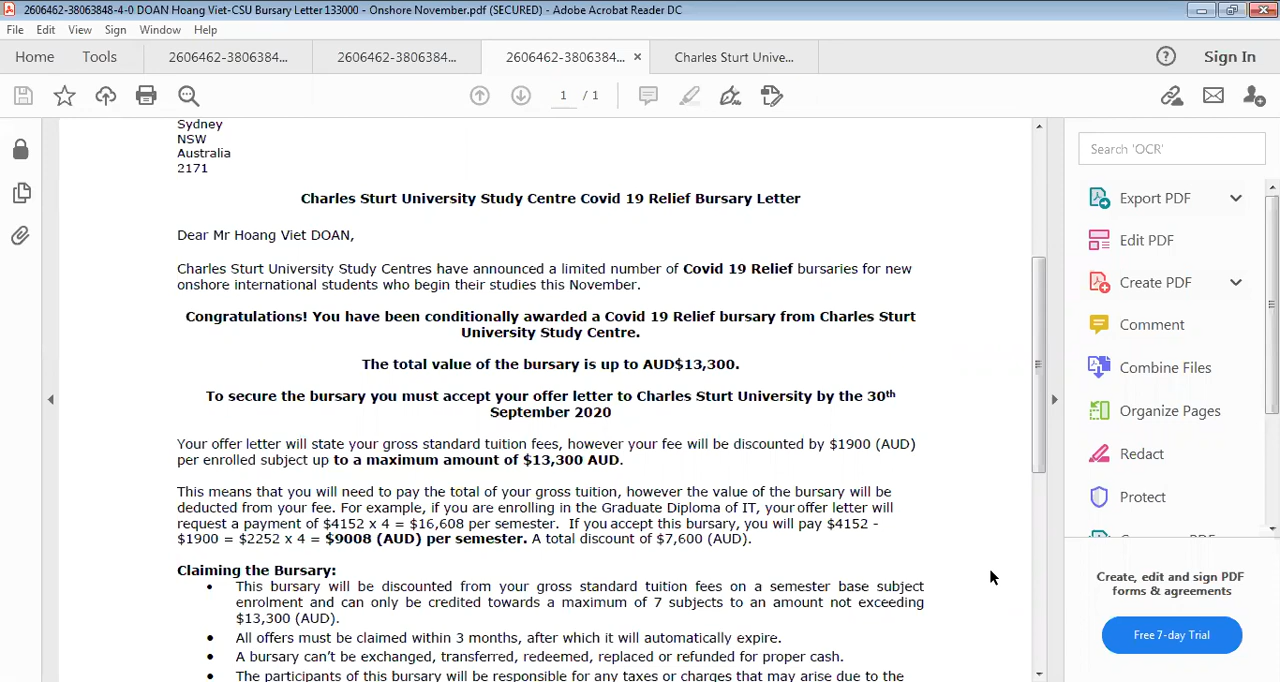 2606462-38063848-4-0 DOAN Hoang Viet-CSU Bursary Letter 133000 - Onshore November.pdf (SECURED) - Adobe Acrobat Reader DC
File Edit View Sign Window Help
Home Tools 2606462-3806384... 2606462-3806384... 2606462-3806384... × Charles Sturt Unive... ? Sign In
1 / 1
Search 'OCR'
Export PDF
Edit PDF
Create PDF
Comment
Combine Files
Organize Pages
Redact
Protect
Create, edit and sign PDF
forms & agreements
Free 7-day Trial
Sydney
NSW
Australia
2171
Charles Sturt University Study Centre Covid 19 Relief Bursary Letter
Dear Mr Hoang Viet DOAN,
Charles Sturt University Study Centres have announced a limited number of Covid 19 Relief bursaries for new
onshore international students who begin their studies this November.
Congratulations! You have been conditionally awarded a Covid 19 Relief bursary from Charles Sturt
University Study Centre.
The total value of the bursary is up to AUD$13,300.
To secure the bursary you must accept your offer letter to Charles Sturt University by the 30th
September 2020
Your offer letter will state your gross standard tuition fees, however your fee will be discounted by $1900 (AUD)
per enrolled subject up to a maximum amount of $13,300 AUD.
This means that you will need to pay the total of your gross tuition, however the value of the bursary will be
deducted from your fee. For example, if you are enrolling in the Graduate Diploma of IT, your offer letter will
request a payment of $4152 x 4 = $16,608 per semester. If you accept this bursary, you will pay $4152 -
$1900 = $2252 x 4 = $9008 (AUD) per semester. A total discount of $7,600 (AUD).
Claiming the Bursary:
• This bursary will be discounted from your gross standard tuition fees on a semester base subject
enrolment and can only be credited towards a maximum of 7 subjects to an amount not exceeding
$13,300 (AUD).
• All offers must be claimed within 3 months, after which it will automatically expire.
• A bursary can't be exchanged, transferred, redeemed, replaced or refunded for proper cash.
• The participants of this bursary will be responsible for any taxes or charges that may arise due to the